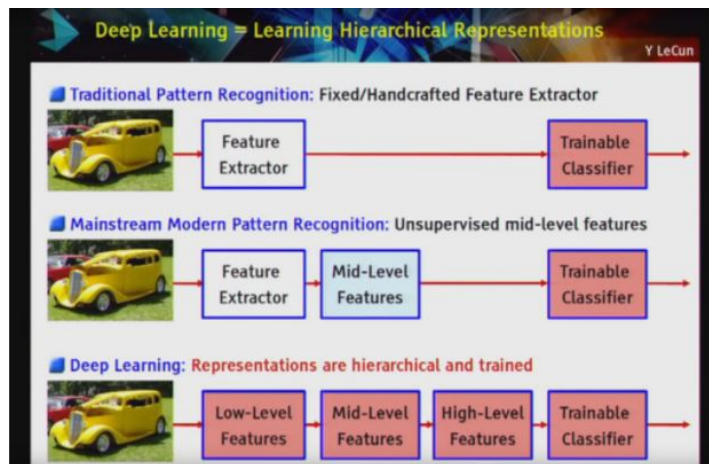 Deep Learning = Learning Hierarchical Representations
Y LeCun
Traditional Pattern Recognition: Fixed/Handcrafted Feature Extractor
Feature
Extractor
Trainable
Classifier
Mainstream Modern Pattern Recognition: Unsupervised mid-level features
Feature
Extractor
Mid-Level
Features
Trainable
Classifier
Deep Learning: Representations are hierarchical and trained
Low-Level
Features
Mid-Level
Features
High-Level
Features
Trainable
Classifier